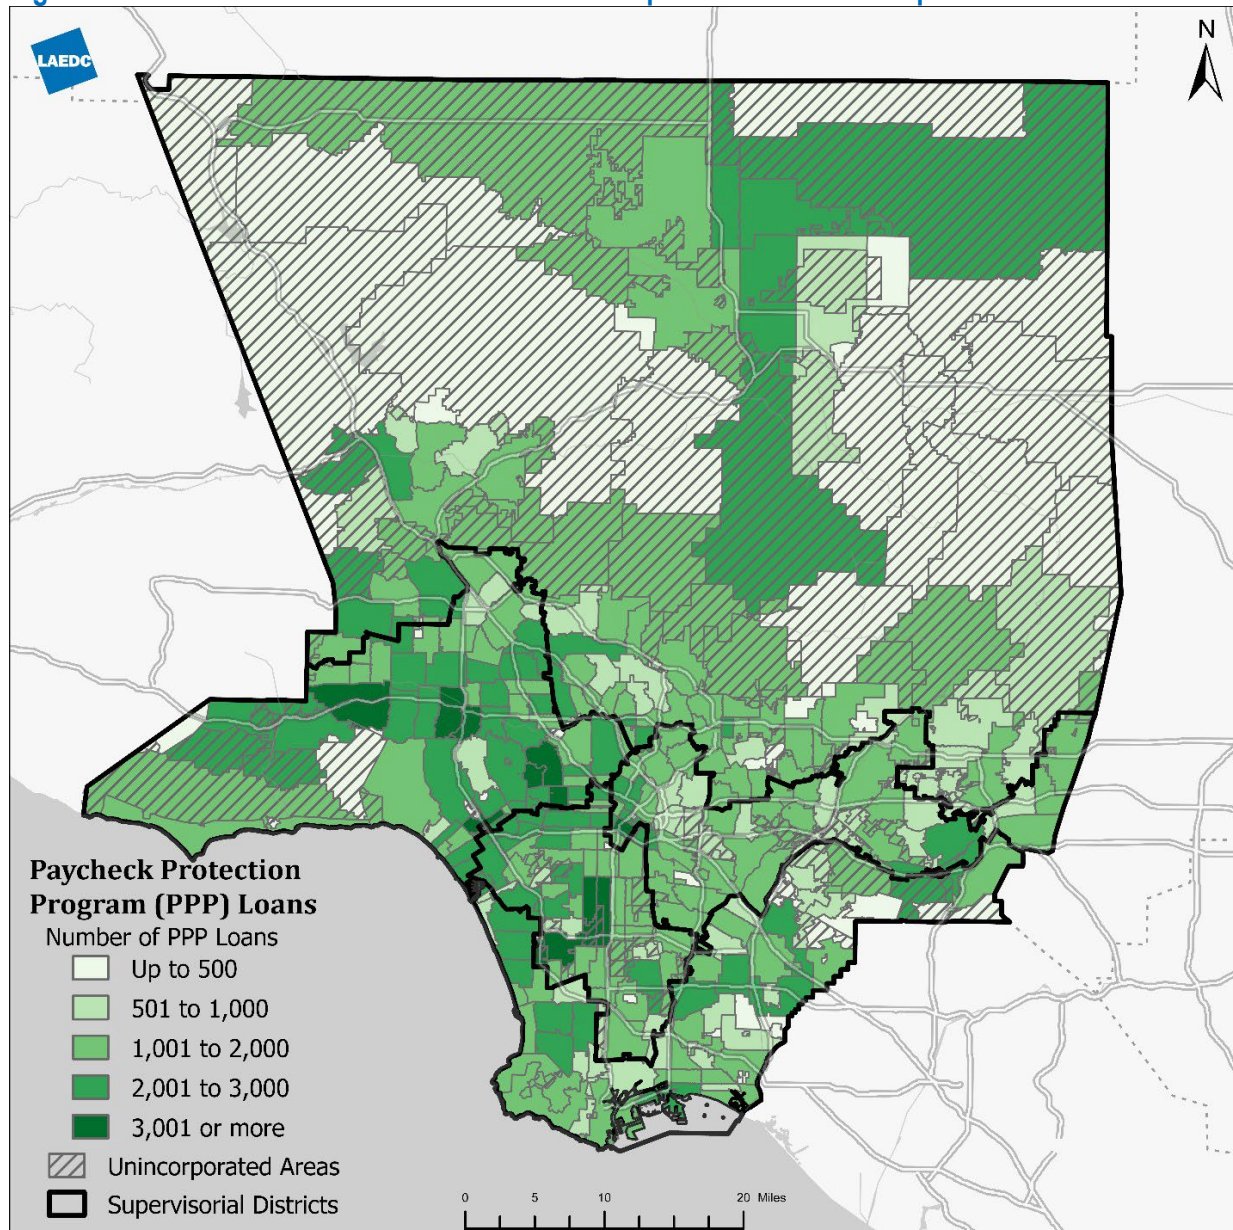 LAEDC
N
Paycheck Protection
Program (PPP) Loans
Number of PPP Loans
Up to 500
501 to 1,000
1,001 to 2,000
2,001 to 3,000
3,001 or more
Unincorporated Areas
Supervisorial Districts
0 5 10 20 Miles